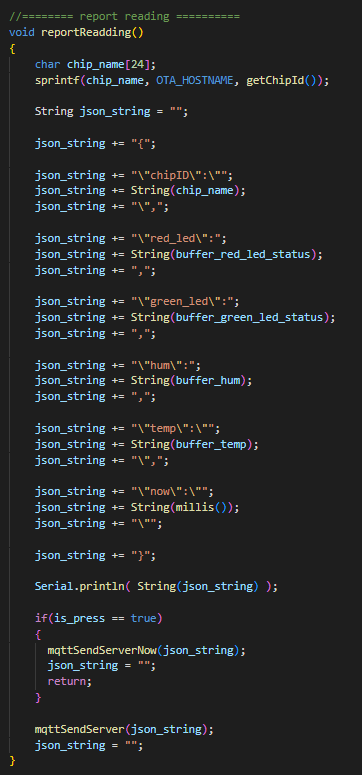 //======== report reading ==========
void reportReadding()
{
char chip_name[24];
sprintf(chip_name, OTA_HOSTNAME, getChipId());
String json_string = "";
json_string += "{";
json_string += "\"chipID\":\"";
json_string += String(chip_name);
json_string += "\",";
json_string += "\"red_led\":";
json_string += String(buffer_red_led_status);
json_string += ",";
json_string += "\"green_led\":";
json_string += String(buffer_green_led_status);
json_string += ",";
json_string += "\"hum\":";
json_string += String(buffer_hum);
json_string += ",";
json_string += "\"temp\":\"";
json_string += String(buffer_temp);
json_string += "\",";
json_string += "\"now\":\"";
json_string += String(millis());
json_string += "\"";
json_string += "}";
Serial.println( String(json_string) );
if(is_press == true)
{
mqttSendServerNow(json_string);
json_string = "";
return;
}
mqttSendServer(json_string);
json_string = "";
}